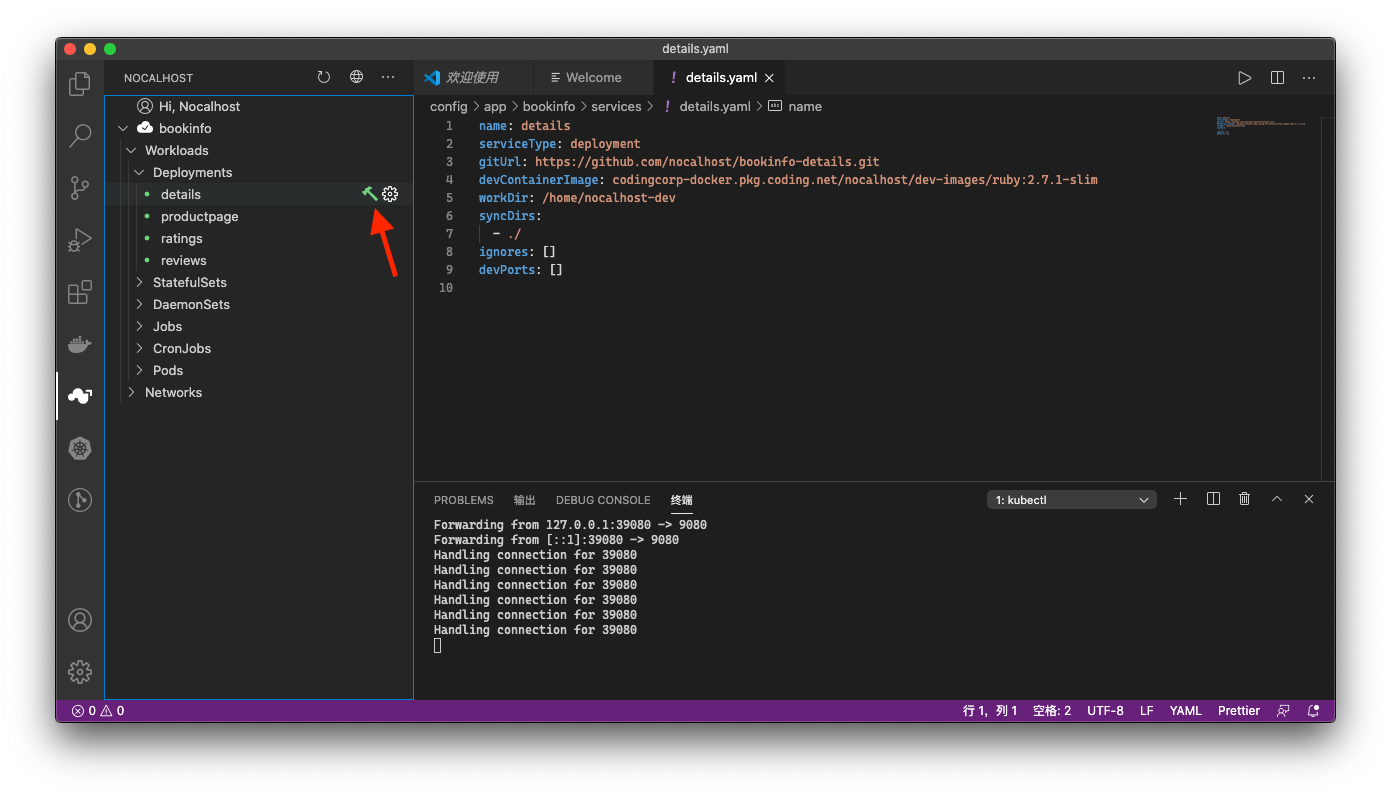 details.yaml
NOCALHOST
Hi, Nocalhost
bookinfo
Workloads
Deployments
details
productpage
ratings
reviews
StatefulSets
DaemonSets
Jobs
CronJobs
Pods
Networks
欢迎使用
Welcome
! details.yaml
config > app > bookinfo > services > ! details.yaml > abc name
1 name: details
2 serviceType: deployment
3 gitUrl: https://github.com/nocalhost/bookinfo-details.git
4 devContainerImage: codingcorp-docker.pkg.coding.net/nocalhost/dev-images/ruby:2.7.1-slim
5 workDir: /home/nocalhost-dev
6 syncDirs:
7 - ./
8 ignores: []
9 devPorts: []
10
PROBLEMS 输出 DEBUG CONSOLE 终端 1: kubectl
Forwarding from 127.0.0.1:39080 -> 9080
Forwarding from [::1]:39080 -> 9080
Handling connection for 39080
Handling connection for 39080
Handling connection for 39080
Handling connection for 39080
Handling connection for 39080
Handling connection for 39080
0 0 行 1，列 1 空格: 2 UTF-8 LF YAML Prettier